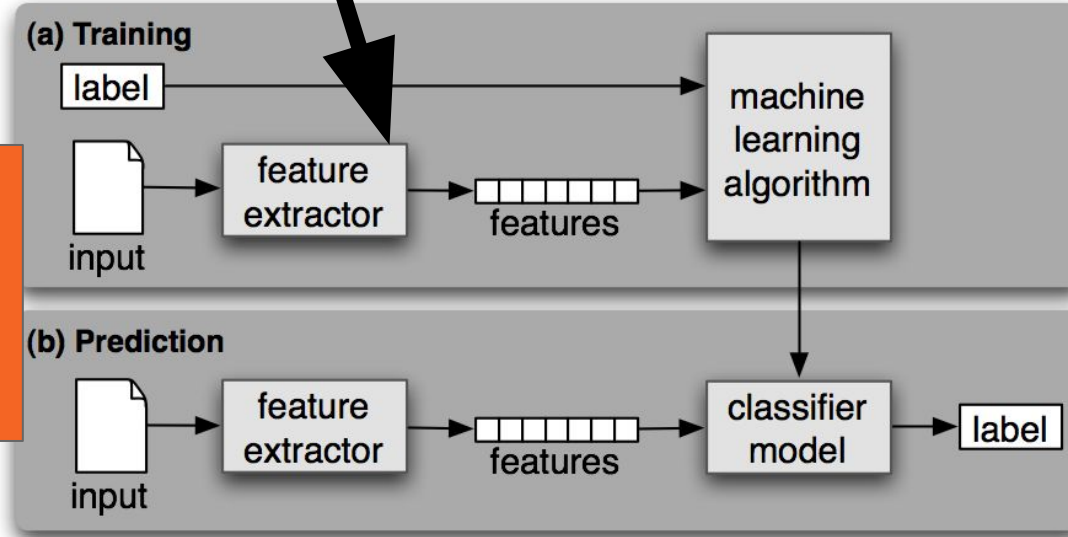 (a) Training
label
input
feature
extractor
features
machine
learning
algorithm
(b) Prediction
input
feature
extractor
features
classifier
model
label